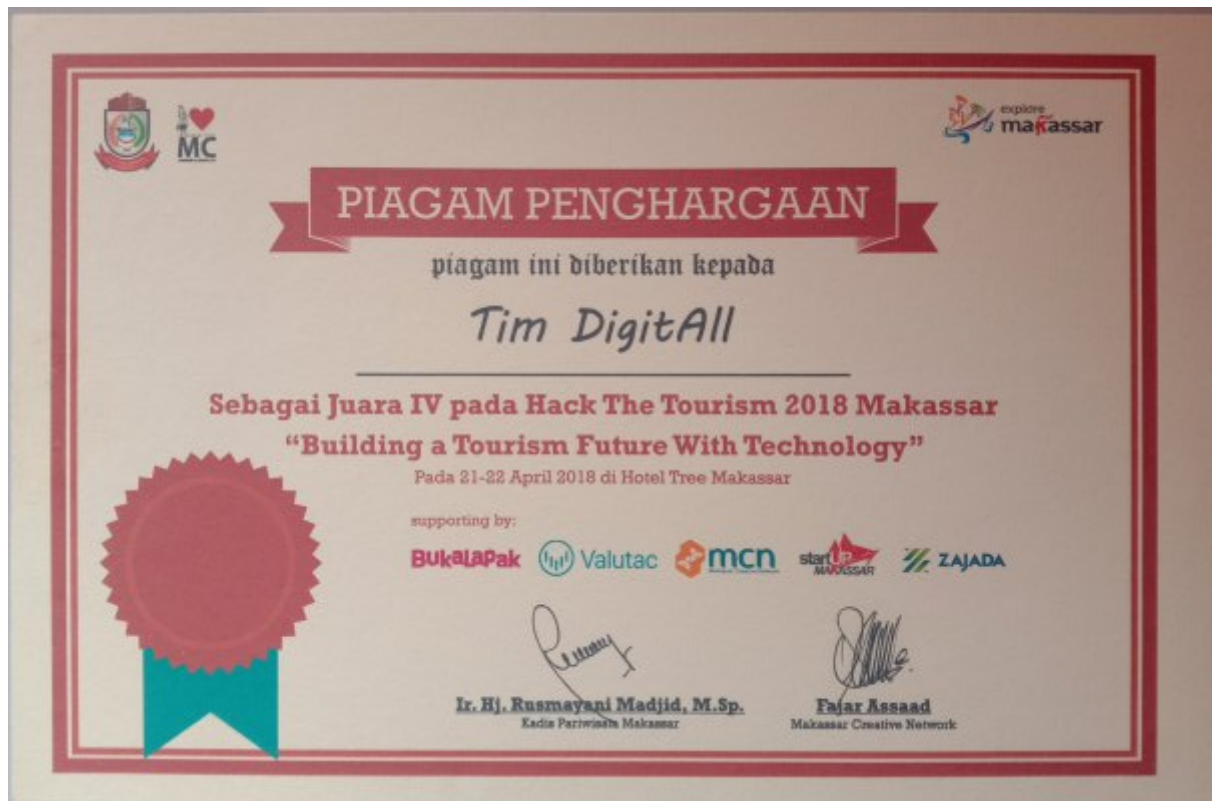 MC
explore
makassar
PIAGAM PENGHARGAAN
piagam ini diberikan kepada
Tim DigitAll
Sebagai Juara IV pada Hack The Tourism 2018 Makassar
“Building a Tourism Future With Technology”
Pada 21-22 April 2018 di Hotel Tree Makassar
supporting by:
BukaLaPak Valutac mcn startUP MAKASSAR ZAJADA
Ir. Hj. Rusmayani Madjid, M.Sp. Fajar Assaad
Kadis Pariwisata Makassar Makassar Creative Network